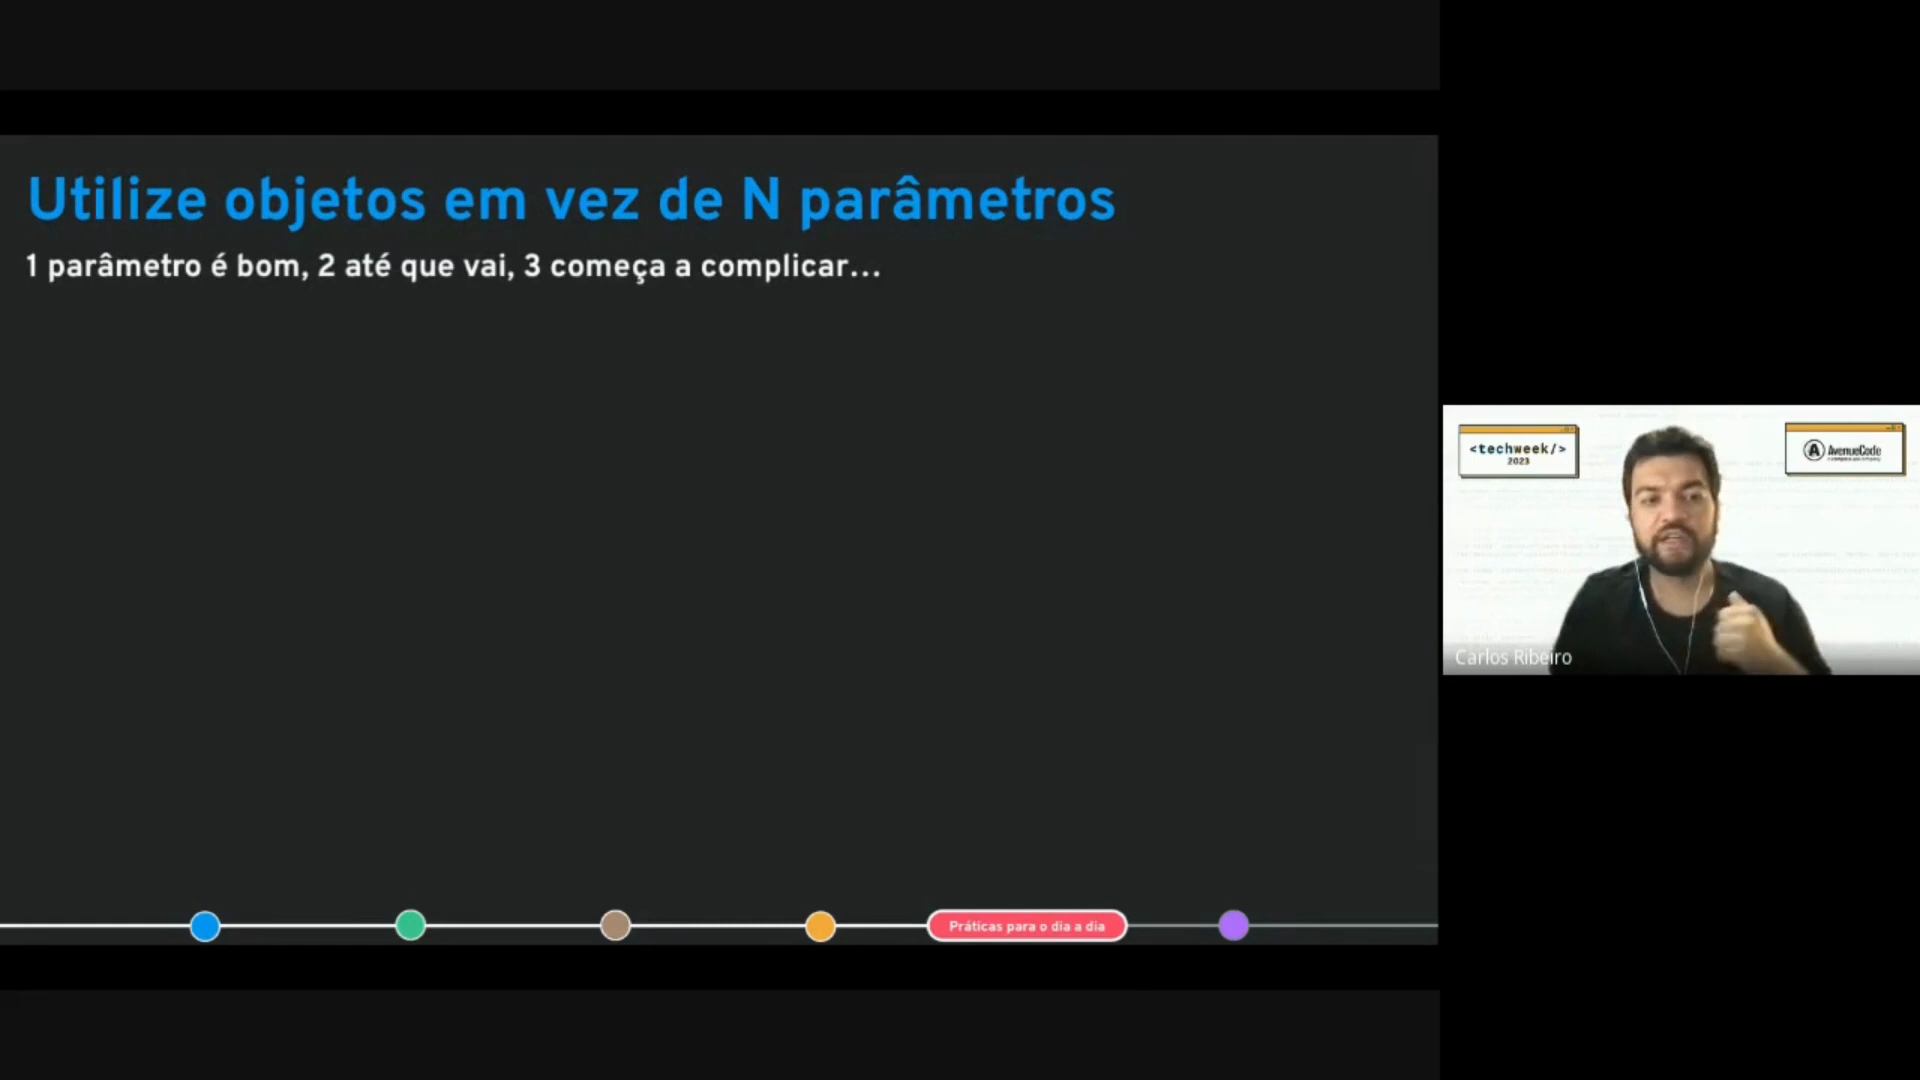 Utilize objetos em vez de N parâmetros
1 parâmetro é bom, 2 até que vai, 3 começa a complicar...
<techweek/>
2023
AvenueCode
Carlos Ribeiro
Práticas para o dia a dia